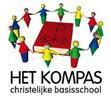 HET KOMPAS
christelijke basisschool